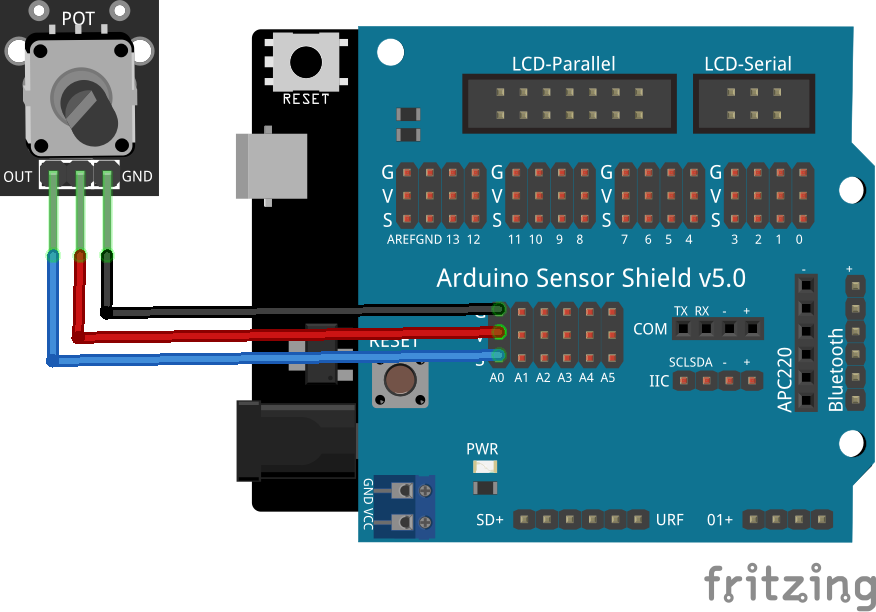 POT
OUT GND
RESET
LCD-Parallel LCD-Serial
G G G G
V V V V
S S S S
AREF GND 13 12 11 10 9 8 7 6 5 4 3 2 1 0
Arduino Sensor Shield v5.0
- +
G
V
S
RESET
A0 A1 A2 A3 A4 A5
TX RX - +
COM
SCL SDA - +
IIC
APC220
Bluetooth
PWR
GND VCC
SD+ URF 01+
fritzing